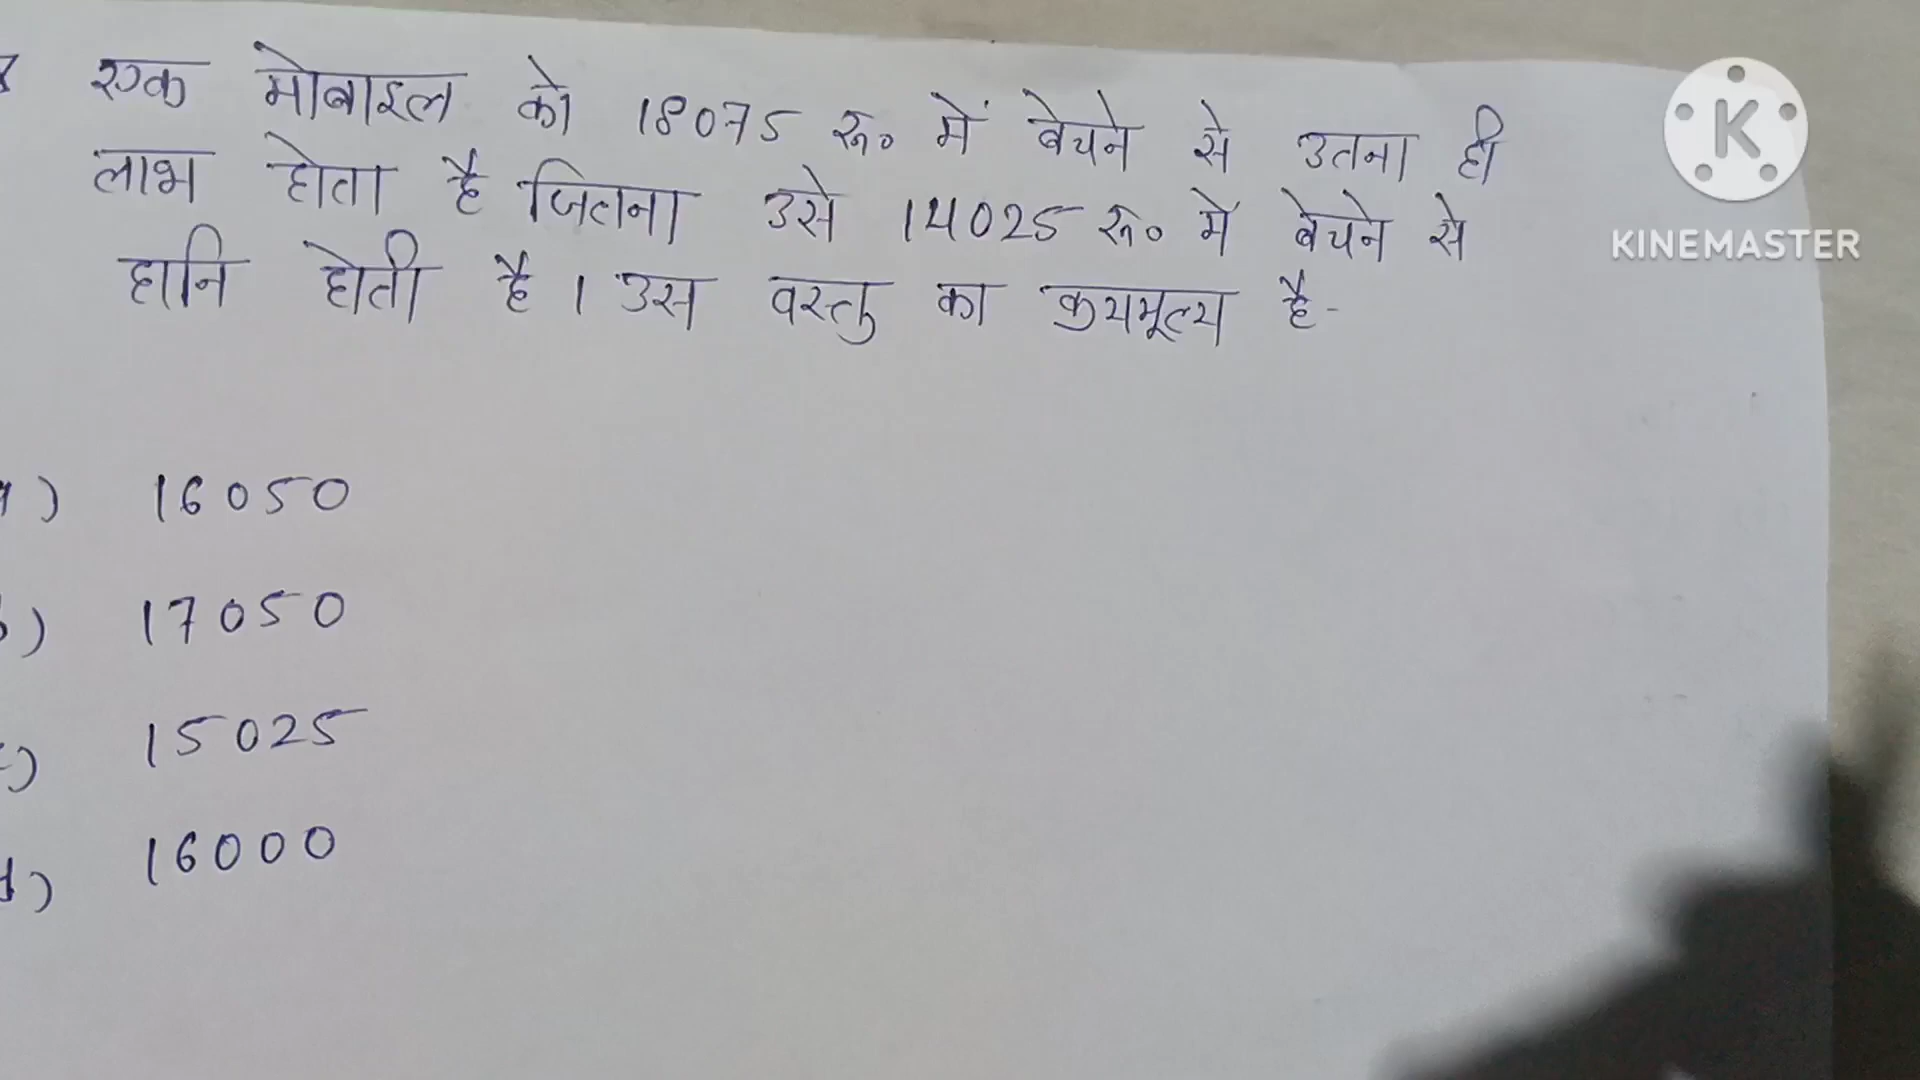 एक मोबाइल को 18075 रू० में बेचने से उतना ही
लाभ होता है जितना उसे 14025 रू० में बेचने से
हानि होती है । उस वस्तु का क्रयमूल्य है-
KINEMASTER
a) 16050
b) 17050
c) 15025
d) 16000